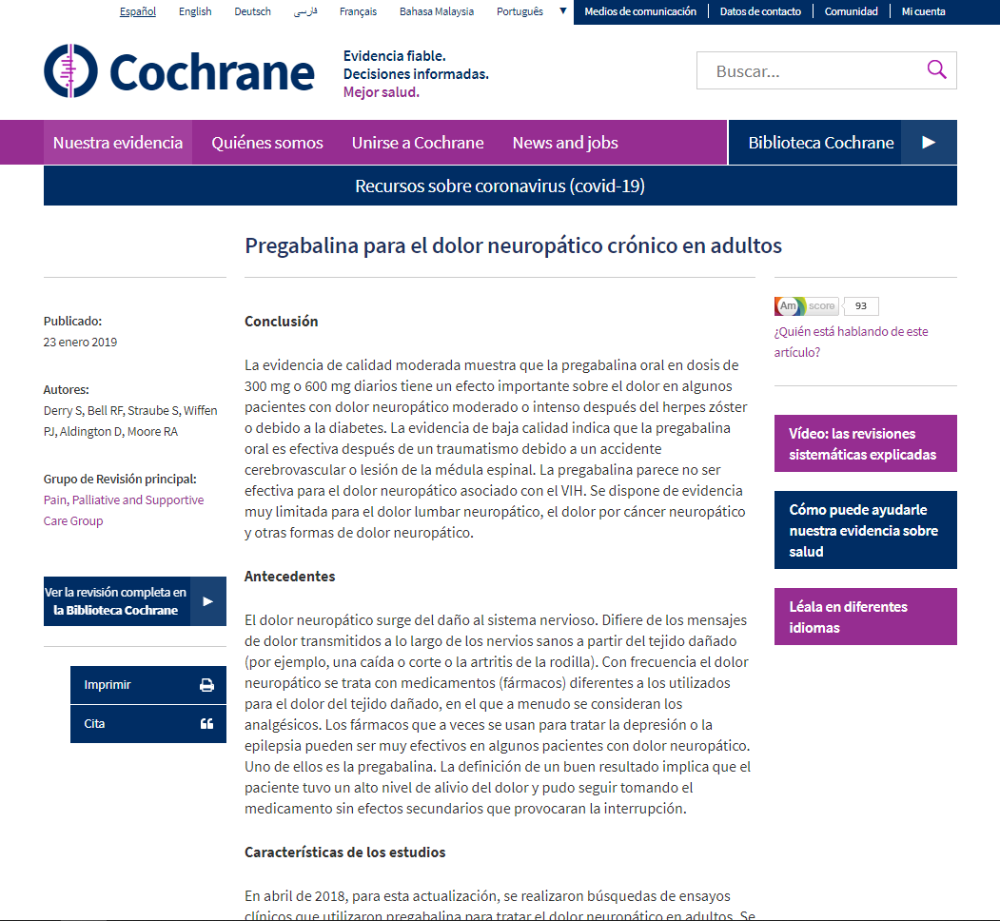 Español English Deutsch فارسی Français Bahasa Malaysia Português ▼ Medios de comunicación Datos de contacto Comunidad Mi cuenta
Cochrane
Evidencia fiable.
Decisiones informadas.
Mejor salud.
Buscar...
Nuestra evidencia Quiénes somos Unirse a Cochrane News and jobs Biblioteca Cochrane ▶
Recursos sobre coronavirus (covid-19)
Pregabalina para el dolor neuropático crónico en adultos
Publicado:
23 enero 2019
Autores:
Derry S, Bell RF, Straube S, Wiffen
PJ, Aldington D, Moore RA
Grupo de Revisión principal:
Pain, Palliative and Supportive
Care Group
Ver la revisión completa en
la Biblioteca Cochrane
Imprimir
Cita
Conclusión
La evidencia de calidad moderada muestra que la pregabalina oral en dosis de
300 mg o 600 mg diarios tiene un efecto importante sobre el dolor en algunos
pacientes con dolor neuropático moderado o intenso después del herpes zóster
o debido a la diabetes. La evidencia de baja calidad indica que la pregabalina
oral es efectiva después de un traumatismo debido a un accidente
cerebrovascular o lesión de la médula espinal. La pregabalina parece no ser
efectiva para el dolor neuropático asociado con el VIH. Se dispone de evidencia
muy limitada para el dolor lumbar neuropático, el dolor por cáncer neuropático
y otras formas de dolor neuropático.
Antecedentes
El dolor neuropático surge del daño al sistema nervioso. Difiere de los mensajes
de dolor transmitidos a lo largo de los nervios sanos a partir del tejido dañado
(por ejemplo, una caída o corte o la artritis de la rodilla). Con frecuencia el dolor
neuropático se trata con medicamentos (fármacos) diferentes a los utilizados
para el dolor del tejido dañado, en el que a menudo se consideran los
analgésicos. Los fármacos que a veces se usan para tratar la depresión o la
epilepsia pueden ser muy efectivos en algunos pacientes con dolor neuropático.
Uno de ellos es la pregabalina. La definición de un buen resultado implica que el
paciente tuvo un alto nivel de alivio del dolor y pudo seguir tomando el
medicamento sin efectos secundarios que provocaran la interrupción.
Características de los estudios
En abril de 2018, para esta actualización, se realizaron búsquedas de ensayos
clínicos que utilizaron pregabalina para tratar el dolor neuropático en adultos. Se
Am score 93
¿Quién está hablando de este
artículo?
Vídeo: las revisiones
sistemáticas explicadas
Cómo puede ayudarle
nuestra evidencia sobre
salud
Léala en diferentes
idiomas